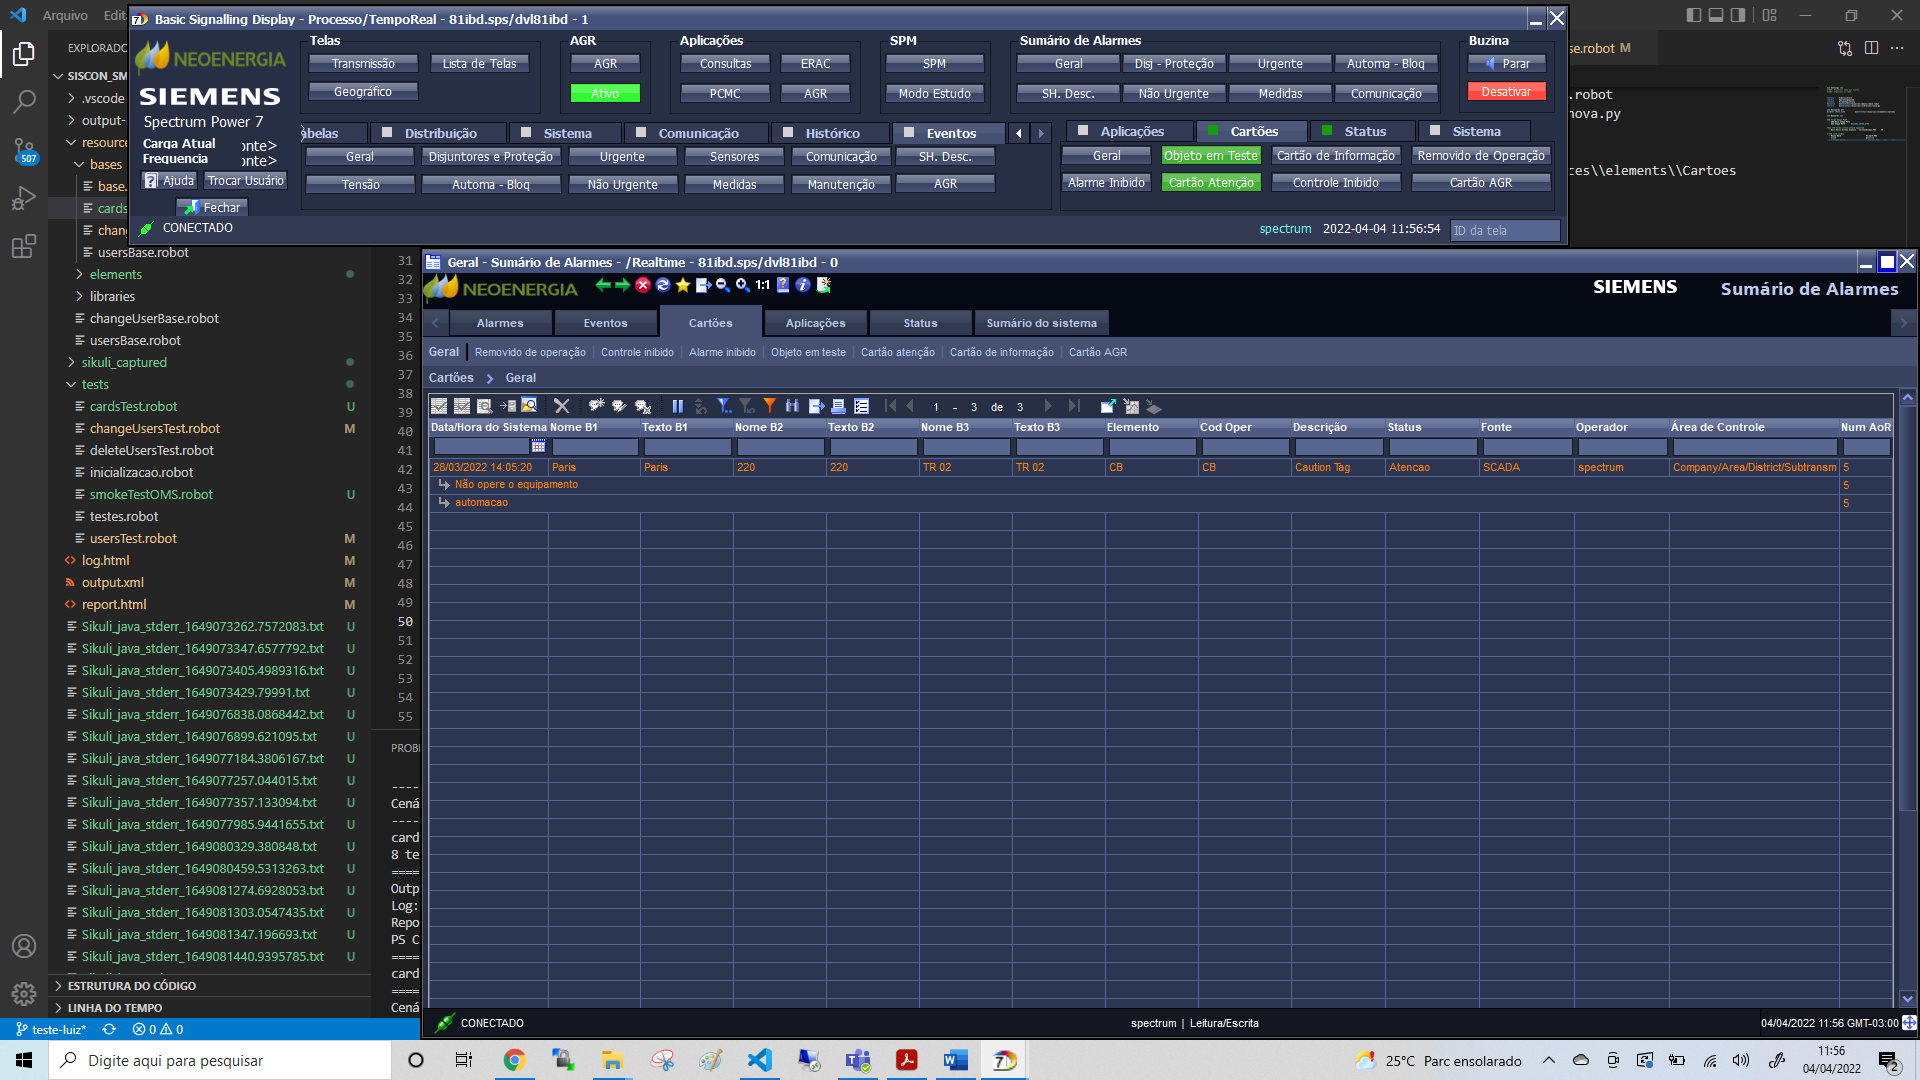 Arquivo
Edit
Basic Signalling Display - Processo/TempoReal - 81ibd.sps/dvl81ibd - 1
NEOENERGIA
SIEMENS
Spectrum Power 7
Carga Atual
Frequencia
onte>
onte>
Ajuda
Trocar Usuário
Fechar
CONECTADO
Telas
Transmissão
Lista de Telas
Geográfico
AGR
AGR
Ativo
Aplicações
Consultas
ERAC
PCMC
AGR
SPM
SPM
Modo Estudo
Sumário de Alarmes
Geral
Disj - Proteção
Urgente
Automa - Bloq
SH. Desc.
Não Urgente
Medidas
Comunicação
Buzina
Parar
Desativar
abelas
Distribuição
Sistema
Comunicação
Histórico
Eventos
Geral
Disjuntores e Proteção
Urgente
Sensores
Comunicação
SH. Desc.
Tensão
Automa - Bloq
Não Urgente
Medidas
Manutenção
AGR
Aplicações
Cartões
Status
Sistema
Geral
Objeto em Teste
Cartão de Informação
Removido de Operação
Alarme Inibido
Cartão Atenção
Controle Inibido
Cartão AGR
spectrum
2022-04-04 11:56:54
ID da tela
se.robot M
.robot
nova.py
ces\\elements\\Cartoes
EXPLORADO
SISCON_SM
.vscode
output-
resource
bases
base.
cards
chang
usersBase.robot
elements
libraries
changeUserBase.robot
usersBase.robot
sikuli_captured
tests
cardsTest.robot U
changeUsersTest.robot M
deleteUsersTest.robot
inicializacao.robot
smokeTestOMS.robot U
testes.robot
usersTest.robot M
log.html M
output.xml M
report.html M
Sikuli_java_stderr_1649073262.7572083.txt U
Sikuli_java_stderr_1649073347.6577792.txt U
Sikuli_java_stderr_1649073405.4989316.txt U
Sikuli_java_stderr_1649073429.79991.txt U
Sikuli_java_stderr_1649076838.0868442.txt U
Sikuli_java_stderr_1649076899.621095.txt U
Sikuli_java_stderr_1649077184.3806167.txt U
Sikuli_java_stderr_1649077257.044015.txt U
Sikuli_java_stderr_1649077357.133094.txt U
Sikuli_java_stderr_1649077985.9441655.txt U
Sikuli_java_stderr_1649080329.380848.txt U
Sikuli_java_stderr_1649080459.5313263.txt U
Sikuli_java_stderr_1649081274.6928053.txt U
Sikuli_java_stderr_1649081303.0547435.txt U
Sikuli_java_stderr_1649081347.196693.txt U
Sikuli_java_stderr_1649081440.9395785.txt U
ESTRUTURA DO CÓDIGO
LINHA DO TEMPO
507
31
32
33
34
35
36
37
38
39
40
41
42
43
44
45
46
47
48
49
50
51
52
53
54
55
PROBL
----
Cená
----
card
8 te
====
Outp
Log:
Repo
PS C
====
card
====
Cená
Geral - Sumário de Alarmes - /Realtime - 81ibd.sps/dvl81ibd - 0
NEOENERGIA
1:1
SIEMENS
Sumário de Alarmes
Alarmes
Eventos
Cartões
Aplicações
Status
Sumário do sistema
Geral
Removido de operação
Controle inibido
Alarme inibido
Objeto em teste
Cartão atenção
Cartão de informação
Cartão AGR
Cartões
Geral
1 - 3 de 3
Data/Hora do Sistema Nome B1 Texto B1 Nome B2 Texto B2 Nome B3 Texto B3 Elemento Cod Oper Descrição Status Fonte Operador Área de Controle Num AoR
28/03/2022 14:05:20 Paris Paris 220 220 TR 02 TR 02 CB CB Caution Tag Atencao SCADA spectrum Company/Area/District/Subtransm 5
Não opere o equipamento 5
automacao 5
CONECTADO
spectrum | Leitura/Escrita
04/04/2022 11:56 GMT-03:00
teste-luiz*
0
0
Digite aqui para pesquisar
25°C Parc ensolarado
11:56
04/04/2022
2